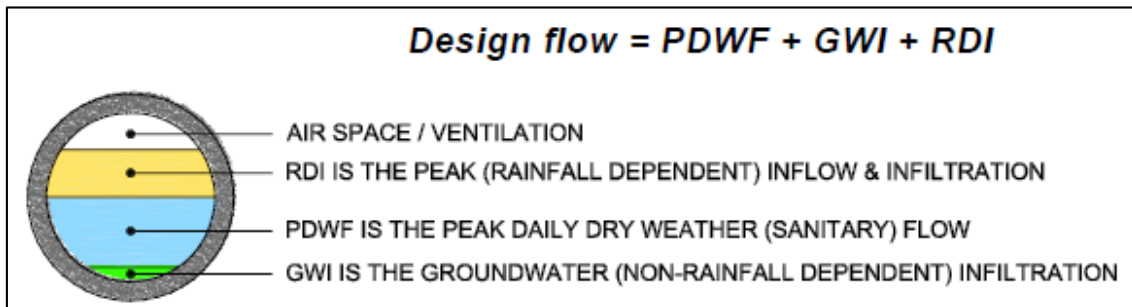 Design flow = PDWF + GWI + RDI
AIR SPACE / VENTILATION
RDI IS THE PEAK (RAINFALL DEPENDENT) INFLOW & INFILTRATION
PDWF IS THE PEAK DAILY DRY WEATHER (SANITARY) FLOW
GWI IS THE GROUNDWATER (NON-RAINFALL DEPENDENT) INFILTRATION